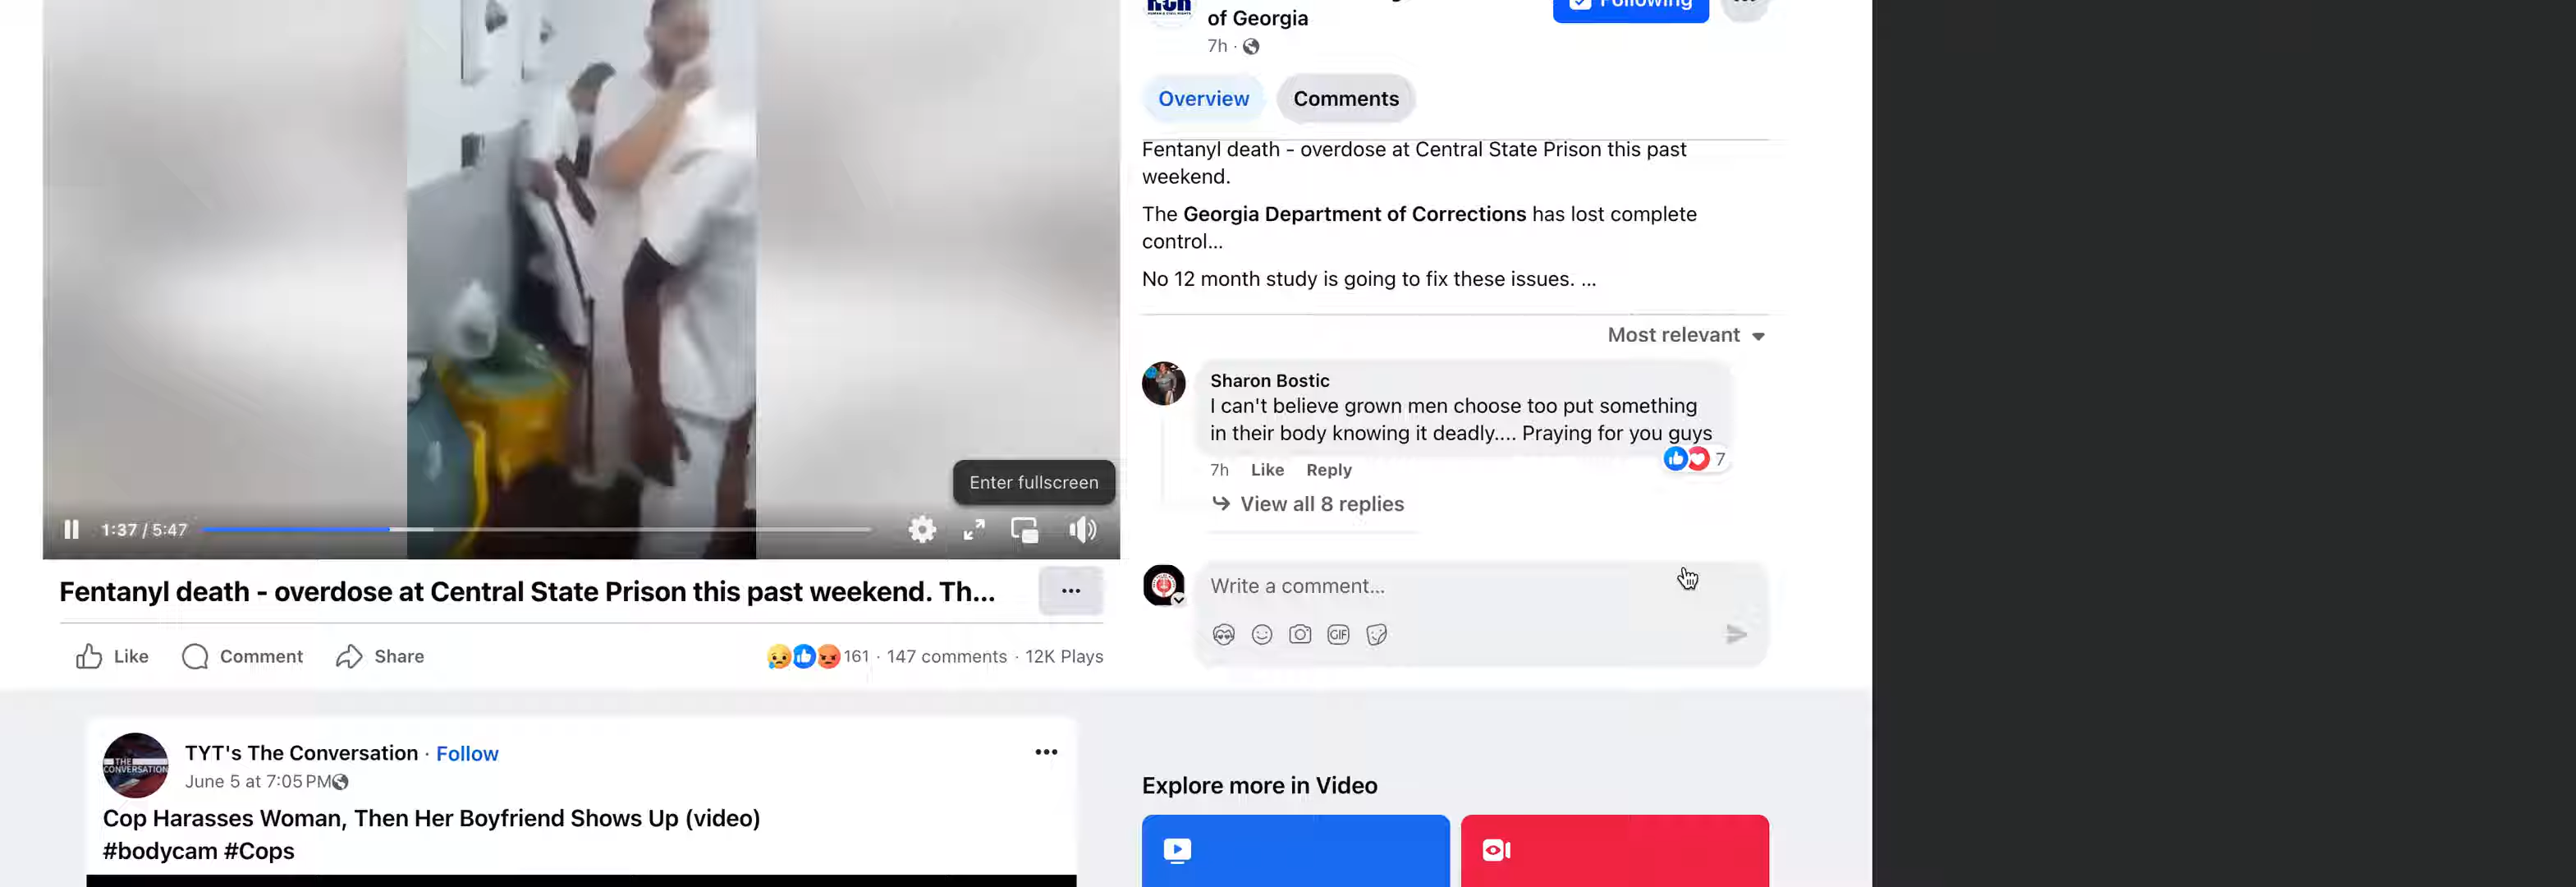 of Georgia
Following
7h ·
Overview
Comments
Fentanyl death - overdose at Central State Prison this past
weekend.
The Georgia Department of Corrections has lost complete
control...
No 12 month study is going to fix these issues. ...
Most relevant
Sharon Bostic
I can't believe grown men choose too put something
in their body knowing it deadly.... Praying for you guys
7
7h Like Reply
View all 8 replies
Write a comment...
GIF
Enter fullscreen
1:37 / 5:47
Fentanyl death - overdose at Central State Prison this past weekend. Th...
...
Like Comment Share
161 · 147 comments · 12K Plays
THE
CONVERSATION
TYT's The Conversation · Follow
June 5 at 7:05 PM
Cop Harasses Woman, Then Her Boyfriend Shows Up (video)
#bodycam #Cops
Explore more in Video